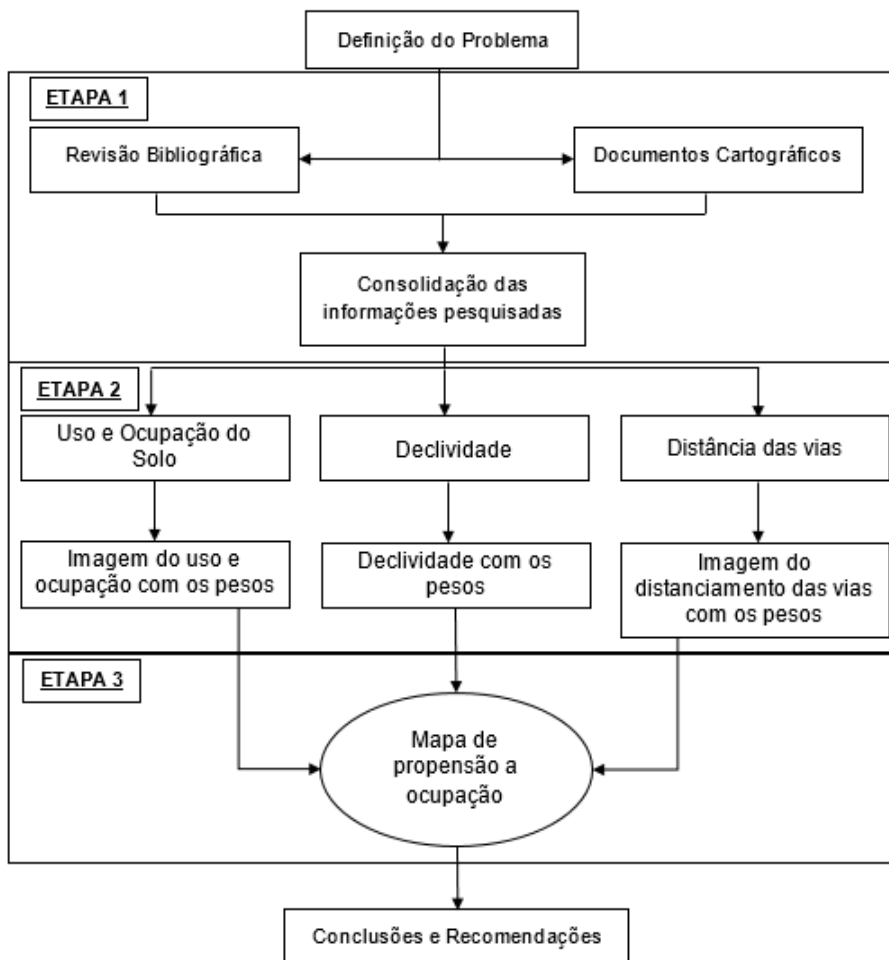 Definição do Problema
ETAPA 1
Revisão Bibliográfica
Documentos Cartográficos
Consolidação das
informações pesquisadas
ETAPA 2
Uso e Ocupação do
Solo
Declividade
Distância das vias
Imagem do uso e
ocupação com os pesos
Declividade com os
pesos
Imagem do
distanciamento das vias
com os pesos
ETAPA 3
Mapa de
propensão a
ocupação
Conclusões e Recomendações